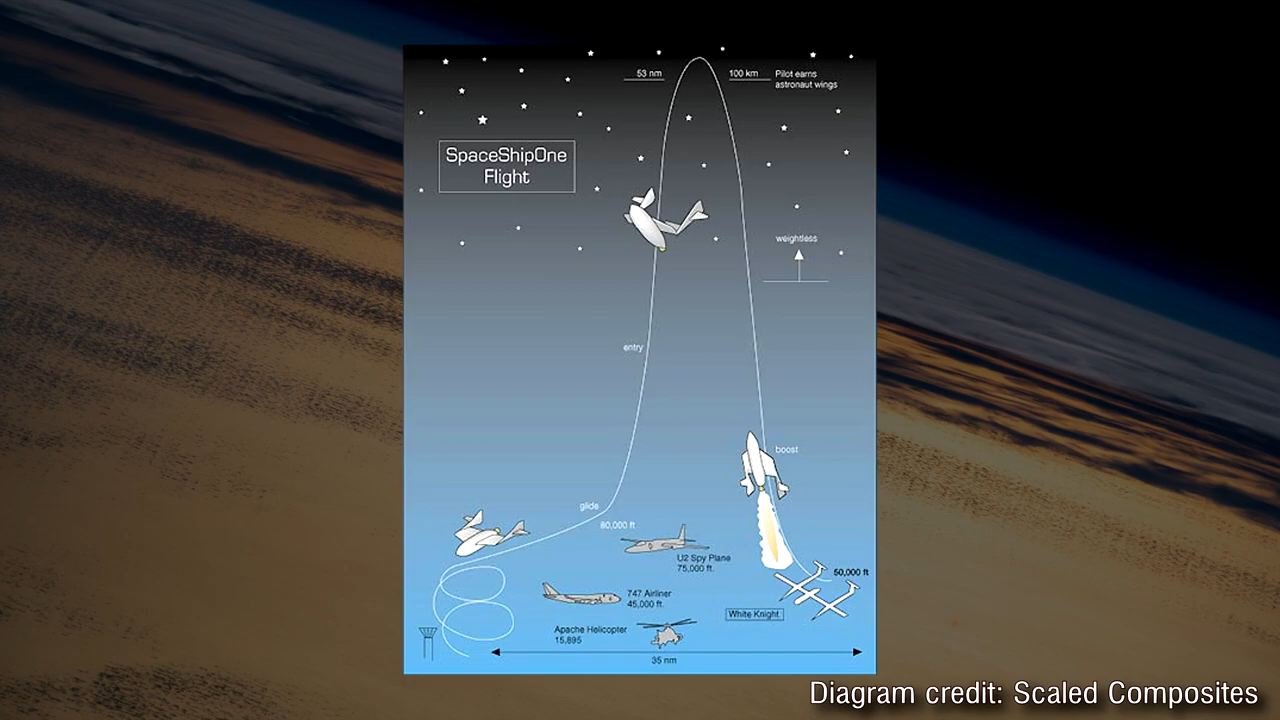 53 nm
100 km
Pilot earns
astronaut wings
SpaceShipOne
Flight
weightless
entry
boost
glide
80,000 ft
U2 Spy Plane
75,000 ft.
50,000 ft
747 Airliner
45,000 ft.
White Knight
Apache Helicopter
15,895
35 nm
Diagram credit: Scaled Composites